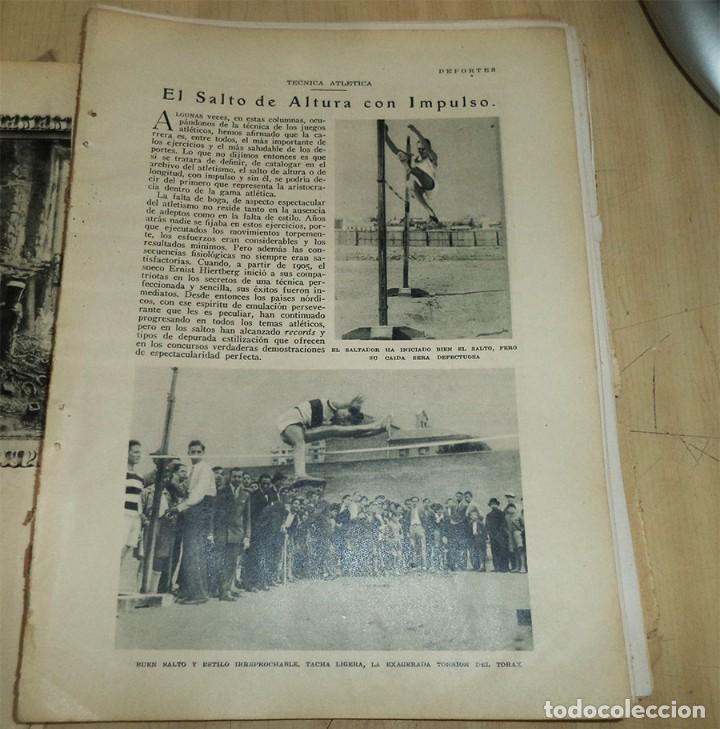 DEPORTES
TECNICA ATLETICA
El Salto de Altura con Impulso.
ALGUNAS veces, en estas columnas, ocu-
pándonos de la técnica de los juegos
atléticos, hemos afirmado que la ca-
rrera es, entre todos, el más importante de
los ejercicios y el más saludable de los de-
portes. Lo que no dijimos entonces es que
si se tratara de definir, de catalogar en el
archivo del atletismo, el salto de altura o de
longitud, con impulso y sin él, se podría de-
cir del primero que representa la aristocra-
cia dentro de la gama atlética.
La falta de boga, de aspecto espectacular
del atletismo no reside tanto en la ausencia
de adeptos como en la falta de estilo. Años
atrás nadie se fijaba en estos ejercicios, por-
que ejecutados los movimientos torpemen-
te, los esfuerzos eran considerables y los
resultados mínimos. Pero además las con-
secuencias fisiológicas no siempre eran sa-
tisfactorias. Cuando, a partir de 1905, el
sueco Ernist Hiertberg inició a sus compa-
triotas en los secretos de una técnica per-
feccionada y sencilla, sus éxitos fueron in-
mediatos. Desde entonces los países nórdi-
cos, con ese espíritu de emulación perseve-
rante que les es peculiar, han continuado
progresando en todos los temas atléticos,
pero en los saltos han alcanzado records y
tipos de depurada estilización que ofrecen
en los concursos verdaderas demostraciones
de espectacularidad perfecta.
EL SALTADOR HA INICIADO BIEN EL SALTO, PERO
SU CAIDA SERA DEFECTUOSA
BUEN SALTO Y ESTILO IRREPROCHABLE. TACHA LIGERA, LA EXAGERADA TORSION DEL TORAX.
todocoleccion